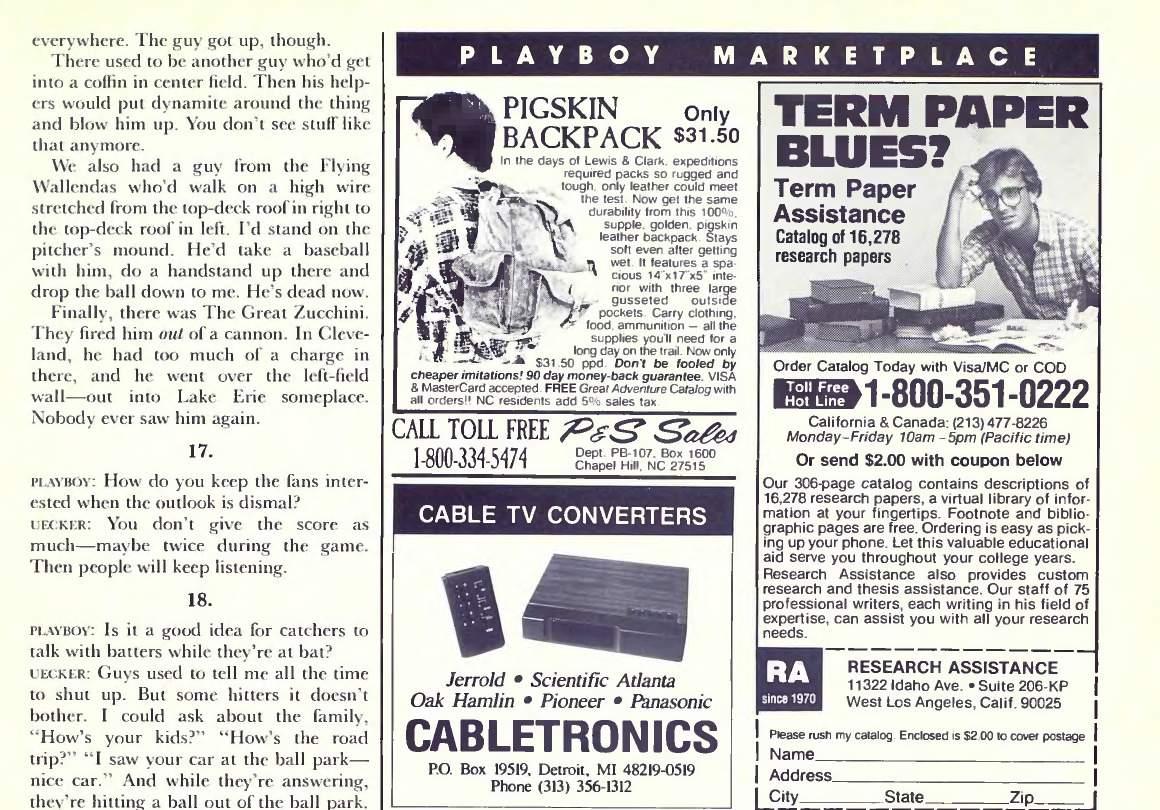 everywhere. The guy got up, though.
There used to be another guy who'd get
into a coffin in center field. Then his help-
ers would put dynamite around the thing
and blow him up. You don't see stuff like
that anymore.
We also had a guy from the Flying
Wallendas who'd walk on a high wire
stretched from the top-deck roof in right to
the top-deck roof in left. I'd stand on the
pitcher's mound. He'd take a baseball
with him, do a handstand up there and
drop the ball down to me. He's dead now.
Finally, there was The Great Zucchini.
They fired him out of a cannon. In Cleve-
land, he had too much of a charge in
there, and he went over the left-field
wall—out into Lake Erie someplace.
Nobody ever saw him again.
17.
PLAYBOY: How do you keep the fans inter-
ested when the outlook is dismal?
UECKER: You don't give the score as
much—maybe twice during the game.
Then people will keep listening.
18.
PLAYBOY: Is it a good idea for catchers to
talk with batters while they're at bat?
UECKER: Guys used to tell me all the time
to shut up. But some hitters it doesn't
bother. I could ask about the family,
"How's your kids?" "How's the road
trip?" "I saw your car at the ball park—
nice car." And while they're answering,
they're hitting a ball out of the ball park.
PLAYBOY MARKETPLACE
PIGSKIN
BACKPACK
Only
$31.50
In the days of Lewis & Clark, expeditions
required packs so rugged and
tough, only leather could meet
the test. Now get the same
durability from this 100%,
supple, golden, pigskin
leather backpack. Stays
soft even after getting
wet. It features a spa-
cious 14"x17"x5" inte-
rior with three large
gusseted outside
pockets. Carry clothing,
food, ammunition — all the
supplies you'll need for a
long day on the trail. Now only
$31.50 ppd. Don't be fooled by
cheaper imitations! 90 day money-back guarantee. VISA
& MasterCard accepted. FREE Great Adventure Catalog with
all orders!! NC residents add 5% sales tax.
CALL TOLL FREE
1-800-334-5474
P&S Sales
Dept. PB-107, Box 1600
Chapel Hill, NC 27515
CABLE TV CONVERTERS
Jerrold • Scientific Atlanta
Oak Hamlin • Pioneer • Panasonic
CABLETRONICS
P.O. Box 19519, Detroit, MI 48219-0519
Phone (313) 356-1312
TERM PAPER
BLUES?
Term Paper
Assistance
Catalog of 16,278
research papers
Order Catalog Today with Visa/MC or COD
Toll Free
Hot Line
1-800-351-0222
California & Canada: (213) 477-8226
Monday–Friday 10am–5pm (Pacific time)
Or send $2.00 with coupon below
Our 306-page catalog contains descriptions of
16,278 research papers, a virtual library of infor-
mation at your fingertips. Footnote and biblio-
graphic pages are free. Ordering is easy as pick-
ing up your phone. Let this valuable educational
aid serve you throughout your college years.
Research Assistance also provides custom
research and thesis assistance. Our staff of 75
professional writers, each writing in his field of
expertise, can assist you with all your research
needs.
RA
since 1970
RESEARCH ASSISTANCE
11322 Idaho Ave. • Suite 206-KP
West Los Angeles, Calif. 90025
Please rush my catalog. Enclosed is $2.00 to cover postage
Name
Address
City State Zip